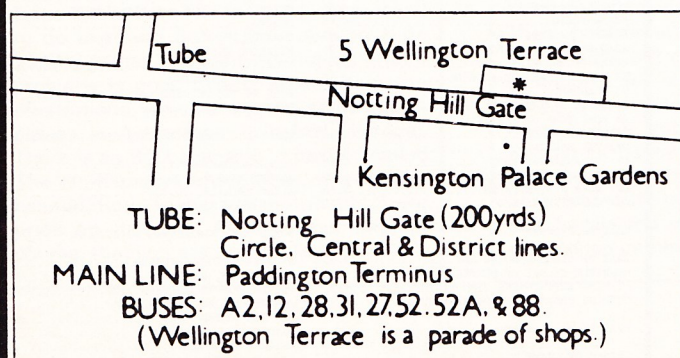 Tube
5 Wellington Terrace
Notting Hill Gate
Kensington Palace Gardens
TUBE: Notting Hill Gate (200yrds)
Circle. Central & District lines.
MAIN LINE: Paddington Terminus
BUSES: A2, 12, 28, 31, 27, 52. 52A, & 88.
(Wellington Terrace is a parade of shops.)